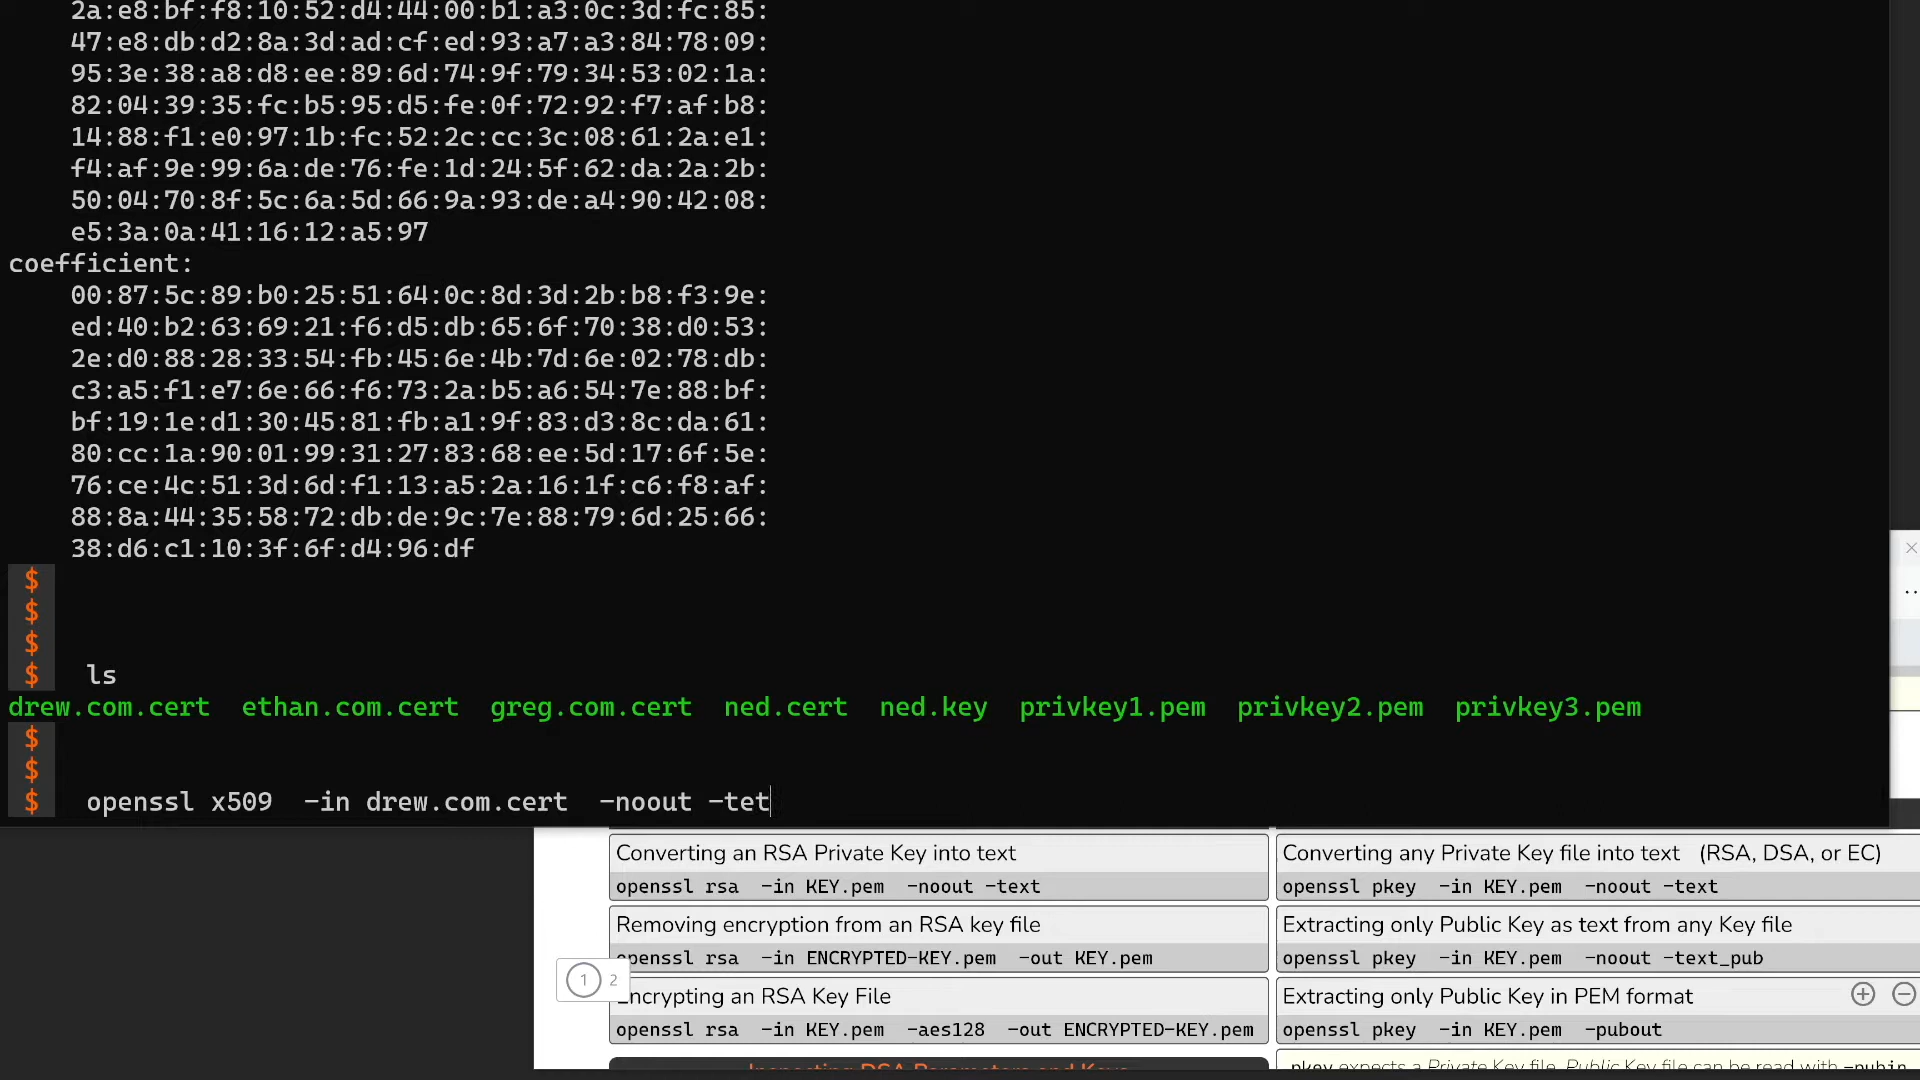 2a:e8:bf:f8:10:52:d4:44:00:b1:a3:0c:3d:fc:85:
47:e8:db:d2:8a:3d:ad:cf:ed:93:a7:a3:84:78:09:
95:3e:38:a8:d8:ee:89:6d:74:9f:79:34:53:02:1a:
82:04:39:35:fc:b5:95:d5:fe:0f:72:92:f7:af:b8:
14:88:f1:e0:97:1b:fc:52:2c:cc:3c:08:61:2a:e1:
f4:af:9e:99:6a:de:76:fe:1d:24:5f:62:da:2a:2b:
50:04:70:8f:5c:6a:5d:66:9a:93:de:a4:90:42:08:
e5:3a:0a:41:16:12:a5:97
coefficient:
00:87:5c:89:b0:25:51:64:0c:8d:3d:2b:b8:f3:9e:
ed:40:b2:63:69:21:f6:d5:db:65:6f:70:38:d0:53:
2e:d0:88:28:33:54:fb:45:6e:4b:7d:6e:02:78:db:
c3:a5:f1:e7:6e:66:f6:73:2a:b5:a6:54:7e:88:bf:
bf:19:1e:d1:30:45:81:fb:a1:9f:83:d3:8c:da:61:
80:cc:1a:90:01:99:31:27:83:68:ee:5d:17:6f:5e:
76:ce:4c:51:3d:6d:f1:13:a5:2a:16:1f:c6:f8:af:
88:8a:44:35:58:72:db:de:9c:7e:88:79:6d:25:66:
38:d6:c1:10:3f:6f:d4:96:df
$
$
$
$ ls
drew.com.cert ethan.com.cert greg.com.cert ned.cert ned.key privkey1.pem privkey2.pem privkey3.pem
$
$
$ openssl x509 -in drew.com.cert -noout -tet
Converting an RSA Private Key into text
openssl rsa -in KEY.pem -noout -text
Removing encryption from an RSA key file
openssl rsa -in ENCRYPTED-KEY.pem -out KEY.pem
1 2
Encrypting an RSA Key File
openssl rsa -in KEY.pem -aes128 -out ENCRYPTED-KEY.pem
Inspecting DSA Parameters and Keys
Converting any Private Key file into text (RSA, DSA, or EC)
openssl pkey -in KEY.pem -noout -text
Extracting only Public Key as text from any Key file
openssl pkey -in KEY.pem -noout -text_pub
Extracting only Public Key in PEM format
openssl pkey -in KEY.pem -pubout
pkey expects a Private Key file. Public Key file can be read with -pubin